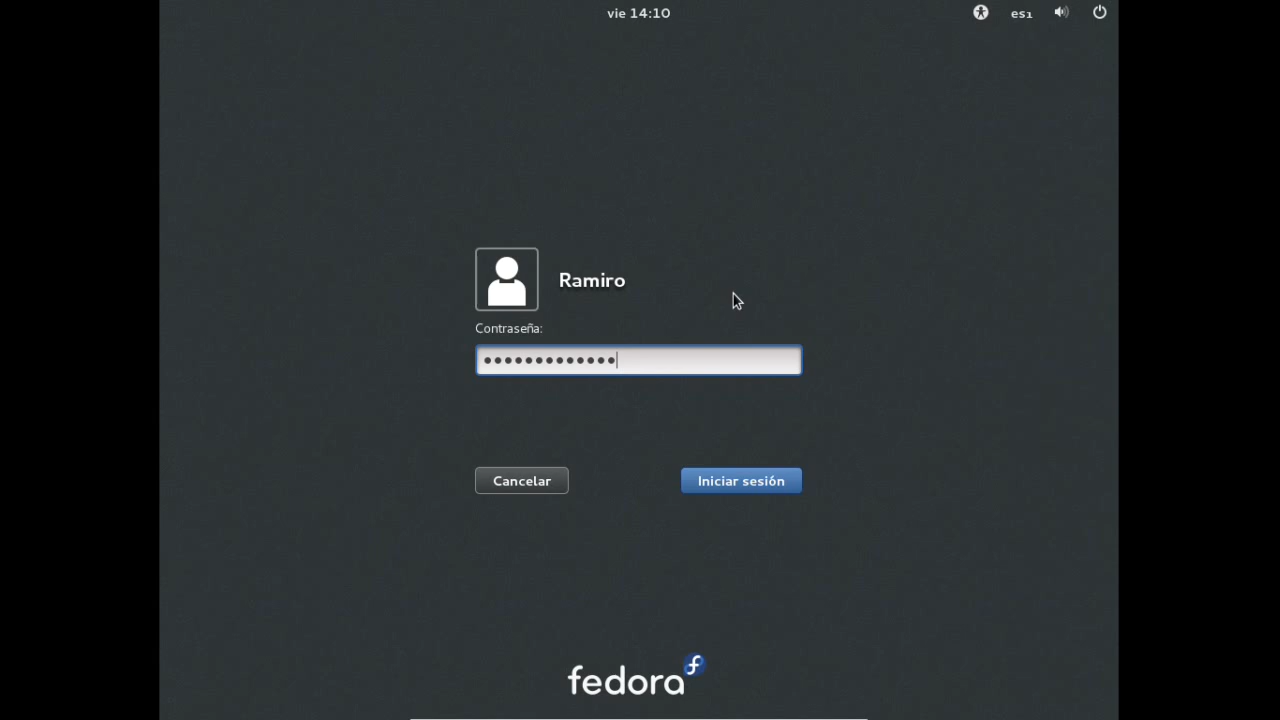 vie 14:10
es1
Ramiro
Contraseña:
Cancelar
Iniciar sesión
fedora